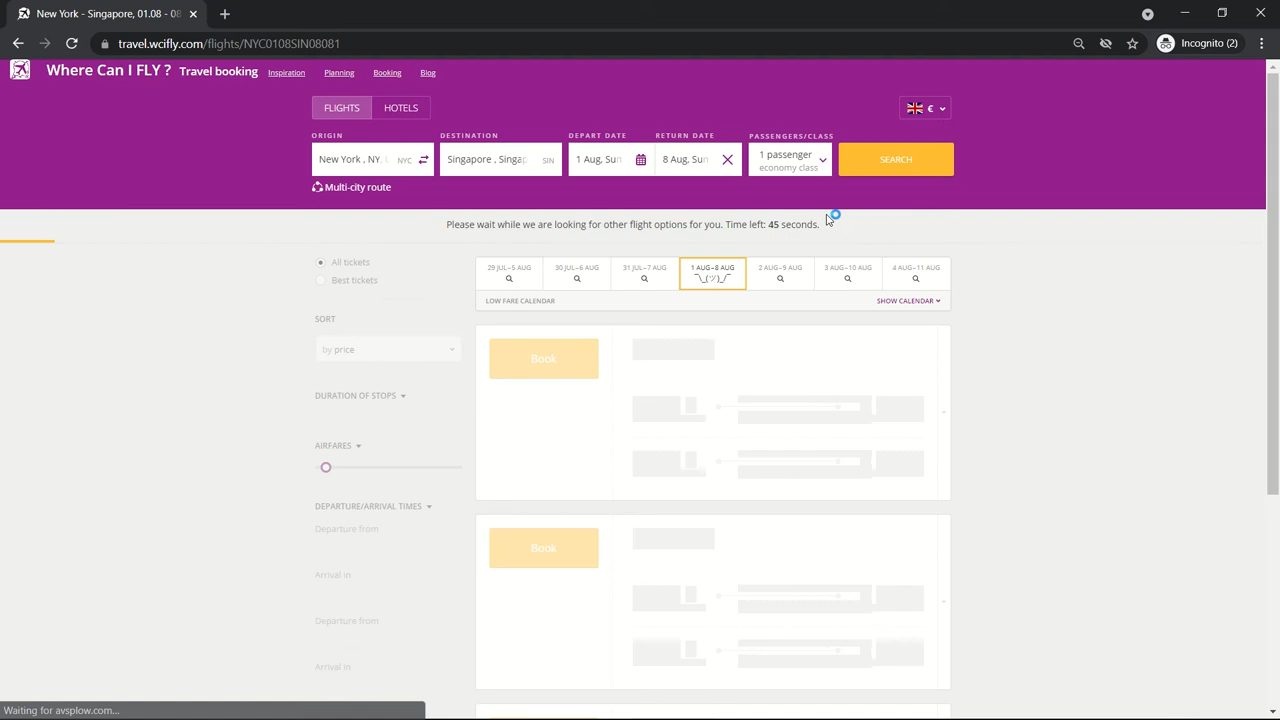 New York - Singapore, 01.08 - 08
travel.wcifly.com/flights/NYC0108SIN08081
Incognito (2)
Where Can I FLY ? Travel booking Inspiration Planning Booking Blog
FLIGHTS HOTELS
€
ORIGIN DESTINATION DEPART DATE RETURN DATE PASSENGERS/CLASS
New York , NY, NYC Singapore , Singap SIN 1 Aug, Sun 8 Aug, Sun 1 passenger economy class SEARCH
Multi-city route
Please wait while we are looking for other flight options for you. Time left: 45 seconds.
All tickets
Best tickets
29 JUL–5 AUG 30 JUL–6 AUG 31 JUL–7 AUG 1 AUG–8 AUG 2 AUG–9 AUG 3 AUG–10 AUG 4 AUG–11 AUG
¯\_(ツ)_/¯
LOW FARE CALENDAR SHOW CALENDAR
SORT
by price
Book
DURATION OF STOPS
AIRFARES
DEPARTURE/ARRIVAL TIMES
Departure from
Book
Arrival in
Departure from
Arrival in
Waiting for avsplow.com...